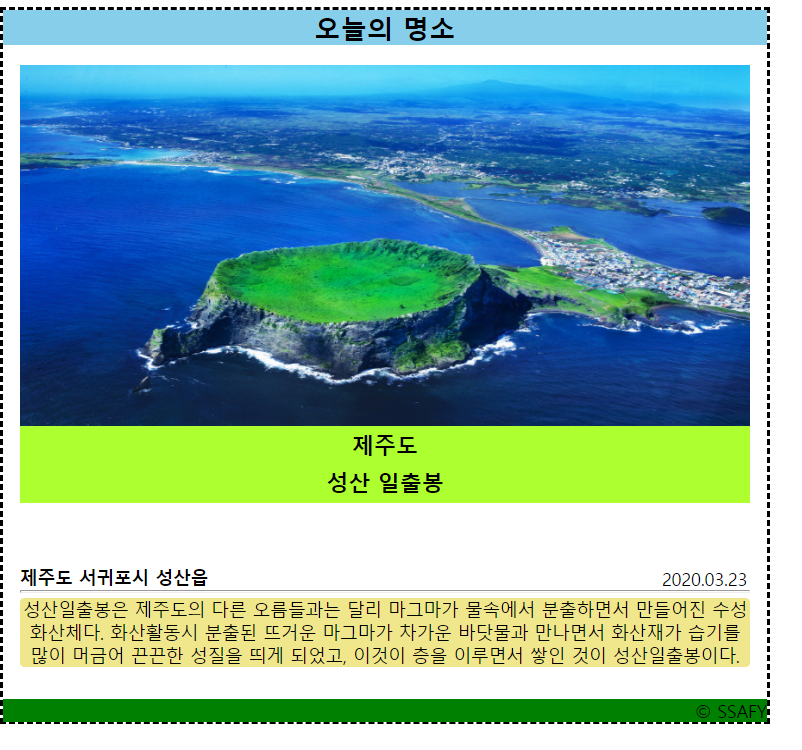 오늘의 명소
제주도
성산 일출봉
제주도 서귀포시 성산읍
2020.03.23
성산일출봉은 제주도의 다른 오름들과는 달리 마그마가 물속에서 분출하면서 만들어진 수성
화산체다. 화산활동시 분출된 뜨거운 마그마가 차가운 바닷물과 만나면서 화산재가 습기를
많이 머금어 끈끈한 성질을 띄게 되었고, 이것이 층을 이루면서 쌓인 것이 성산일출봉이다.
© SSAFY